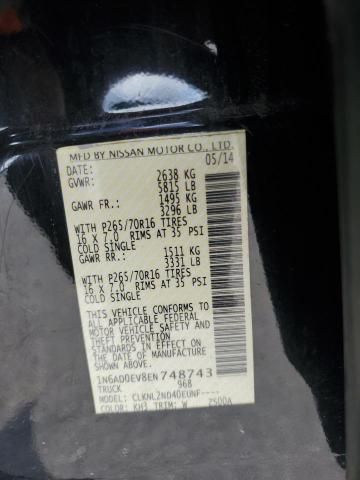 MFD BY NISSAN MOTOR CO., LTD.
DATE: 05/14
GVWR: 2638 KG
5815 LB
GAWR FR.: 1495 KG
3296 LB
WITH P265/70R16 TIRES
16 X 7.0 RIMS AT 35 PSI
COLD SINGLE
GAWR RR.: 1511 KG
3331 LB
WITH P265/70R16 TIRES
16 X 7.0 RIMS AT 35 PSI
COLD SINGLE
THIS VEHICLE CONFORMS TO
ALL APPLICABLE FEDERAL
MOTOR VEHICLE SAFETY
STANDARDS IN EFFECT ON
THE DATE OF MANUFACTURE
SHOWN ABOVE.
1N6AD0EV8EN748743
TRUCK 968
MODEL: CLKNL2ND40EUNF----
COLOR: KH3 TRIM: W 2500A